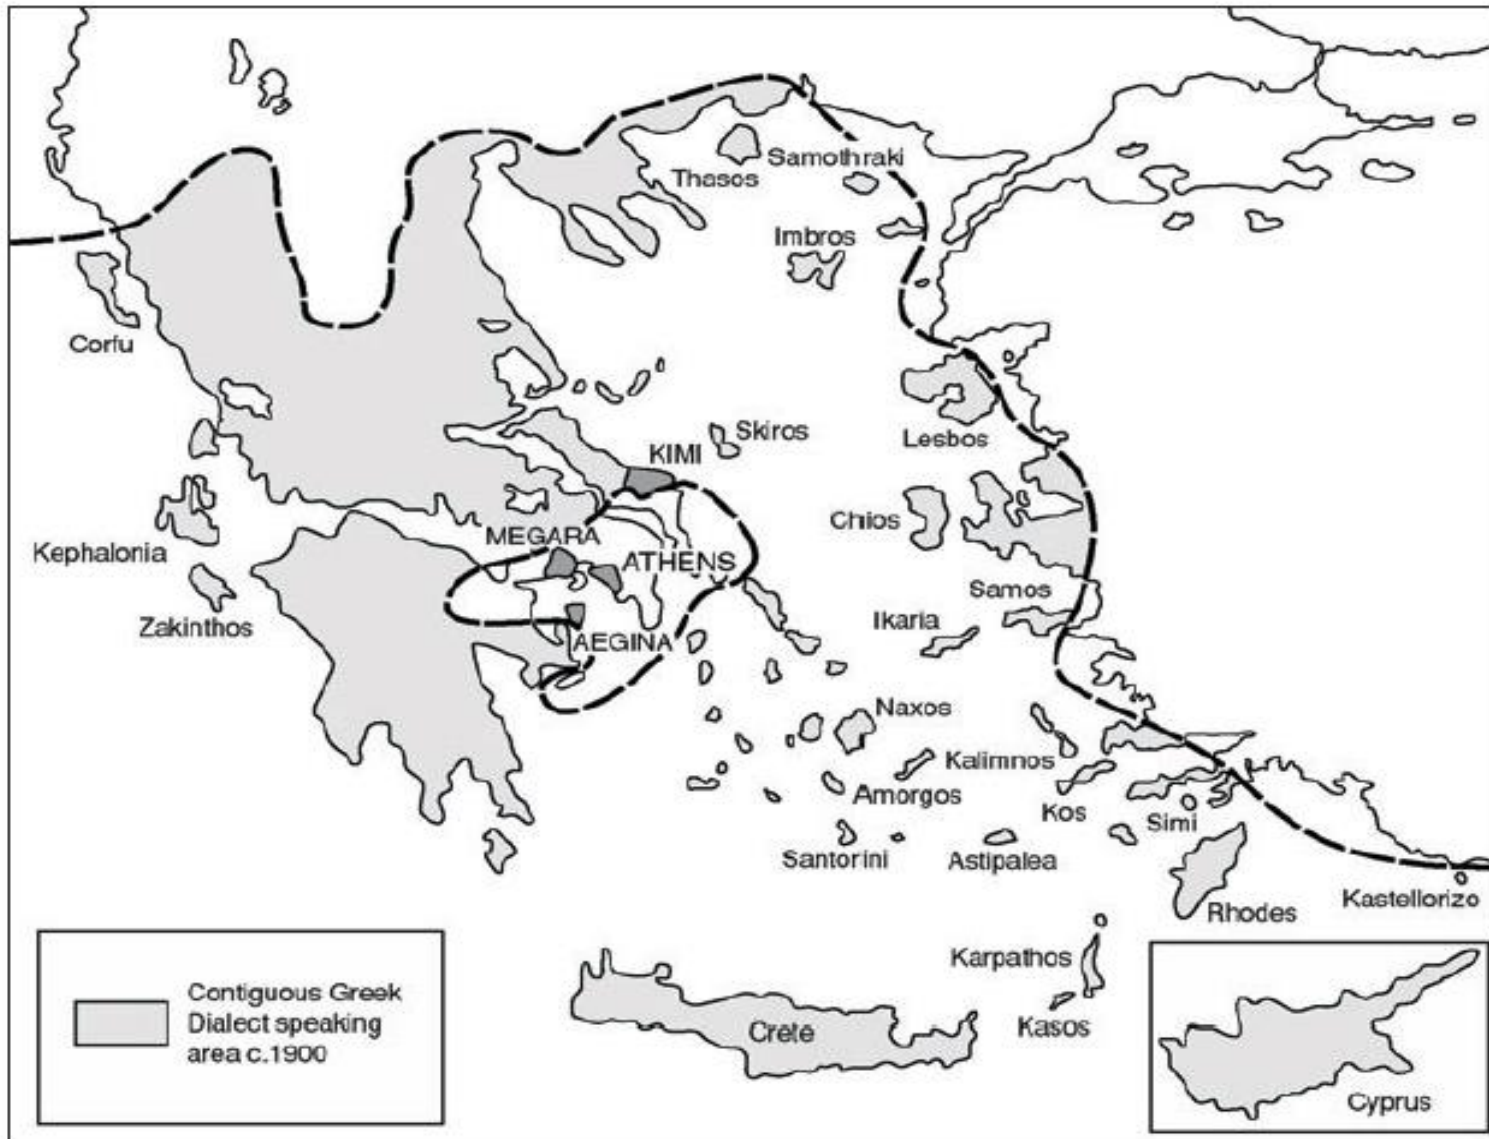 Samothraki
Thasos
Imbros
Corfu
Skiros
Lesbos
KIMI
Chios
MEGARA
Kephalonia
ATHENS
Samos
Zakinthos
Ikaria
AEGINA
Naxos
Kalimnos
Amorgos
Kos
Simi
Santorini
Astipalea
Kastellorizo
Rhodes
Karpathos
Kasos
Crete
Cyprus
Contiguous Greek
Dialect speaking
area c.1900